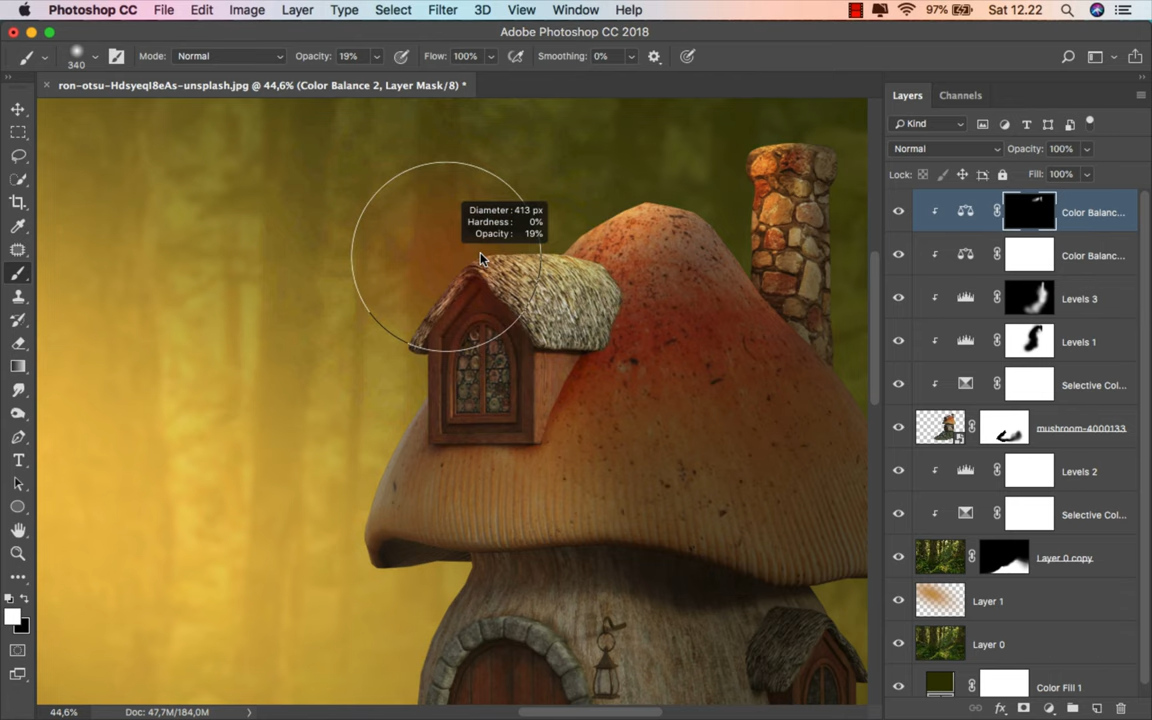 Photoshop CC File Edit Image Layer Type Select Filter 3D View Window Help 97% Sat 12.22
Adobe Photoshop CC 2018
340 Mode: Normal Opacity: 19% Flow: 100% Smoothing: 0%
ron-otsu-HdsyeqI8eAs-unsplash.jpg @ 44,6% (Color Balance 2, Layer Mask/8) *
Layers Channels
Kind
Normal Opacity: 100%
Lock: Fill: 100%
Color Balanc...
Color Balanc...
Levels 3
Levels 1
Selective Col...
mushroom-4000133
Levels 2
Selective Col...
Layer 0 copy
Layer 1
Layer 0
Color Fill 1
Diameter: 413 px
Hardness: 0%
Opacity: 19%
44,6% Doc: 47,7M/184,0M